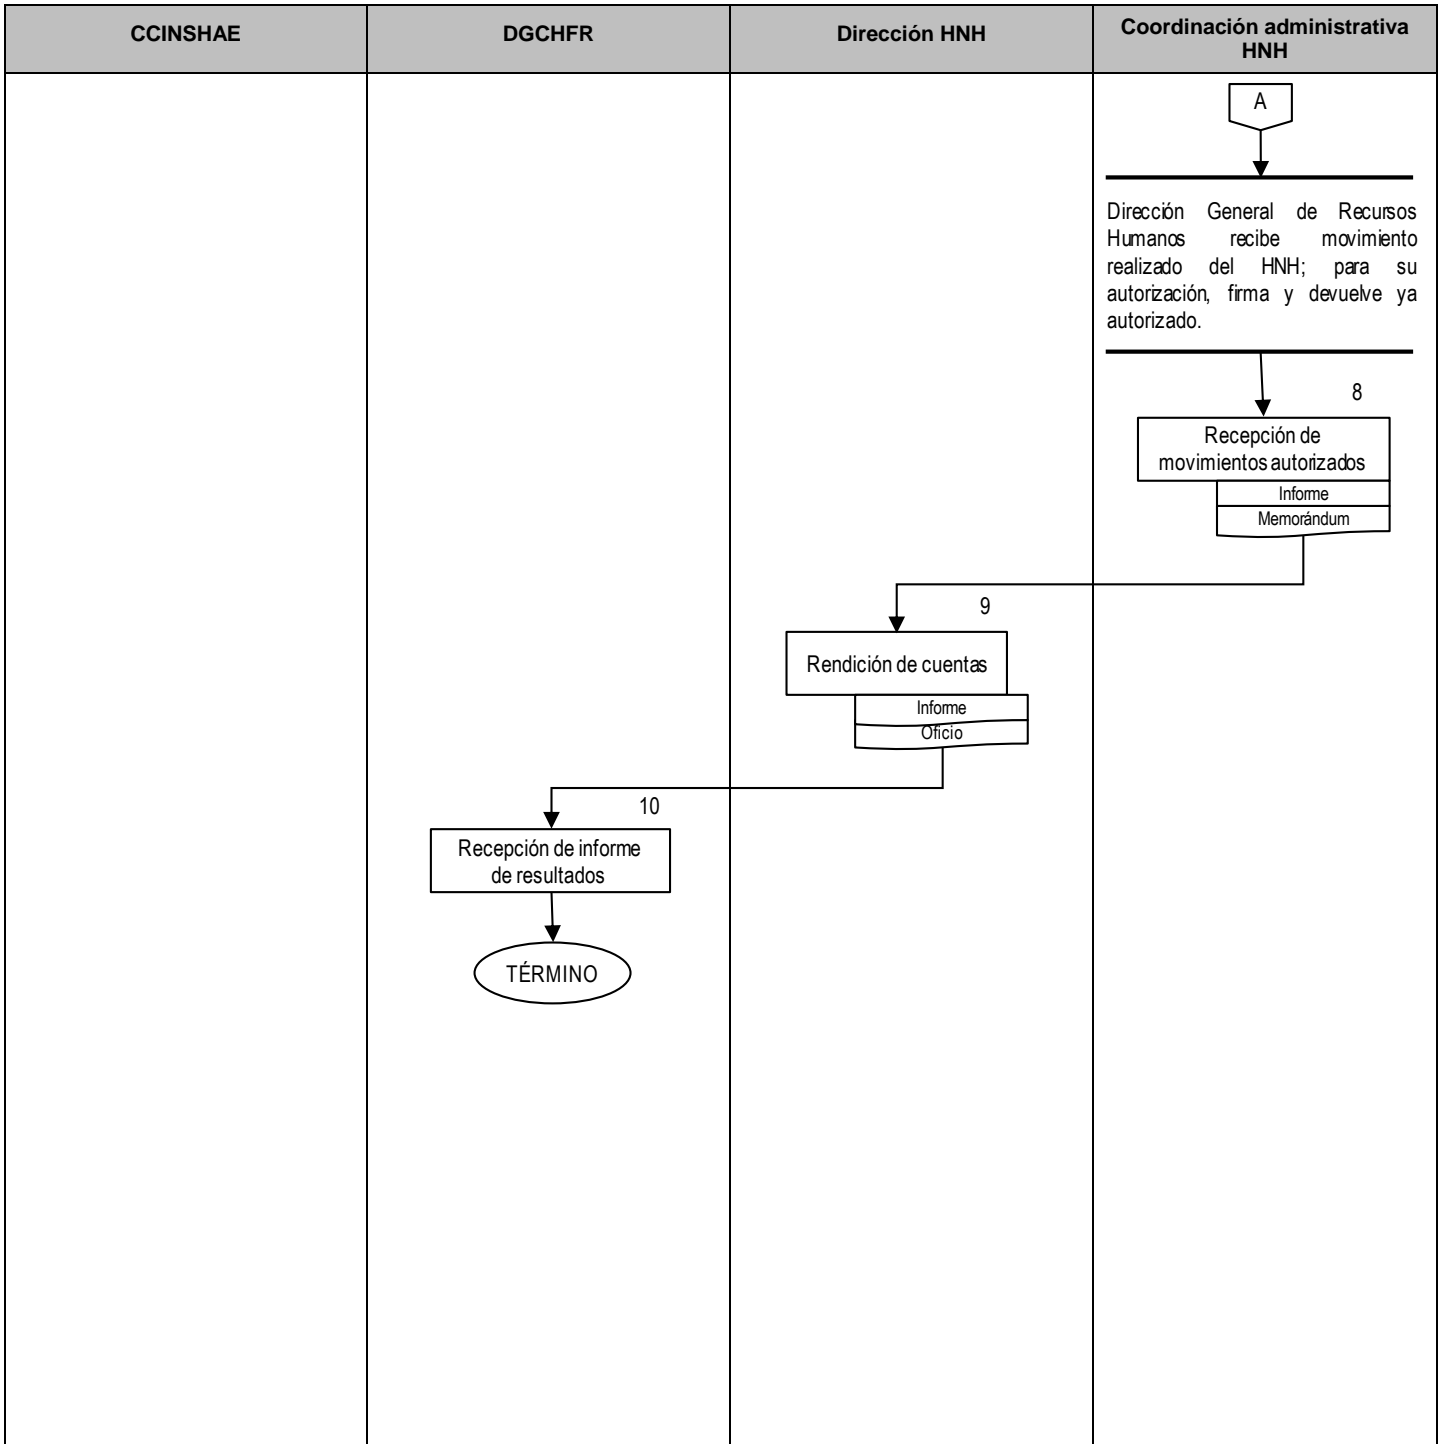 CCINSHAE
DGCHFR
Dirección HNH
Coordinación administrativa
HNH
A
Dirección General de Recursos
Humanos recibe movimiento
realizado del HNH; para su
autorización, firma y devuelve ya
autorizado.
8
Recepción de
movimientos autorizados
Informe
Memorándum
9
Rendición de cuentas
Informe
Oficio
10
Recepción de informe
de resultados
TÉRMINO